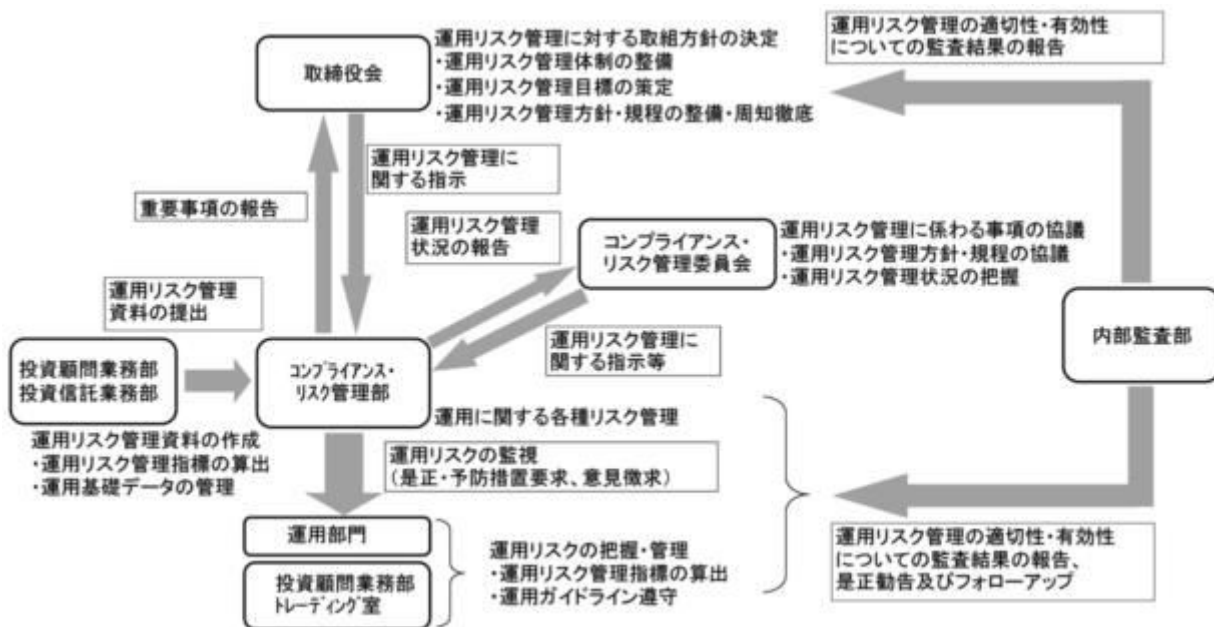 取締役会
運用リスク管理に対する取組方針の決定
・運用リスク管理体制の整備
・運用リスク管理目標の策定
・運用リスク管理方針・規程の整備・周知徹底
運用リスク管理の適切性・有効性
についての監査結果の報告
運用リスク管理に
関する指示
重要事項の報告
運用リスク管理
状況の報告
コンプライアンス・
リスク管理委員会
運用リスク管理に係わる事項の協議
・運用リスク管理方針・規程の協議
・運用リスク管理状況の把握
運用リスク管理
資料の提出
運用リスク管理に
関する指示等
内部監査部
投資顧問業務部
投資信託業務部
コンプライアンス・
リスク管理部
運用に関する各種リスク管理
運用リスク管理資料の作成
・運用リスク管理指標の算出
・運用基礎データの管理
運用リスクの監視
(是正・予防措置要求、意見徴求)
運用部門
投資顧問業務部
トレーディング室
運用リスクの把握・管理
・運用リスク管理指標の算出
・運用ガイドライン遵守
運用リスク管理の適切性・有効性
についての監査結果の報告、
是正勧告及びフォローアップ